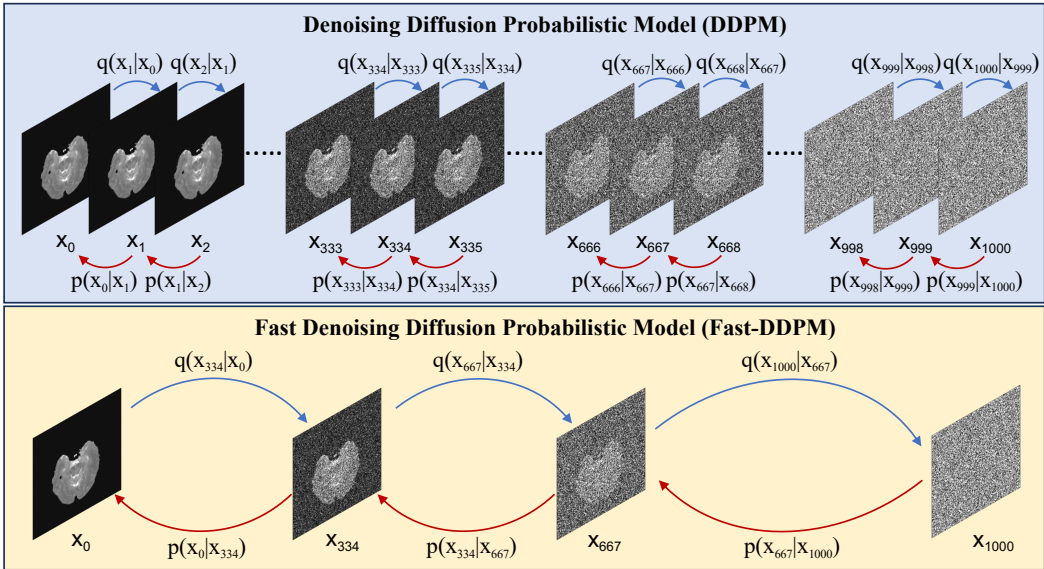 Denoising Diffusion Probabilistic Model (DDPM)
q(x₁|x₀) q(x₂|x₁) q(x₃₃₄|x₃₃₃) q(x₃₃₅|x₃₃₄) q(x₆₆₇|x₆₆₆) q(x₆₆₈|x₆₆₇) q(x₉₉₉|x₉₉₈) q(x₁₀₀₀|x₉₉₉)
..... ..... .....
x₀ x₁ x₂ x₃₃₃ x₃₃₄ x₃₃₅ x₆₆₆ x₆₆₇ x₆₆₈ x₉₉₈ x₉₉₉ x₁₀₀₀
p(x₀|x₁) p(x₁|x₂) p(x₃₃₃|x₃₃₄) p(x₃₃₄|x₃₃₅) p(x₆₆₆|x₆₆₇) p(x₆₆₇|x₆₆₈) p(x₉₉₈|x₉₉₉) p(x₉₉₉|x₁₀₀₀)
Fast Denoising Diffusion Probabilistic Model (Fast-DDPM)
q(x₃₃₄|x₀) q(x₆₆₇|x₃₃₄) q(x₁₀₀₀|x₆₆₇)
x₀ x₃₃₄ x₆₆₇ x₁₀₀₀
p(x₀|x₃₃₄) p(x₃₃₄|x₆₆₇) p(x₆₆₇|x₁₀₀₀)